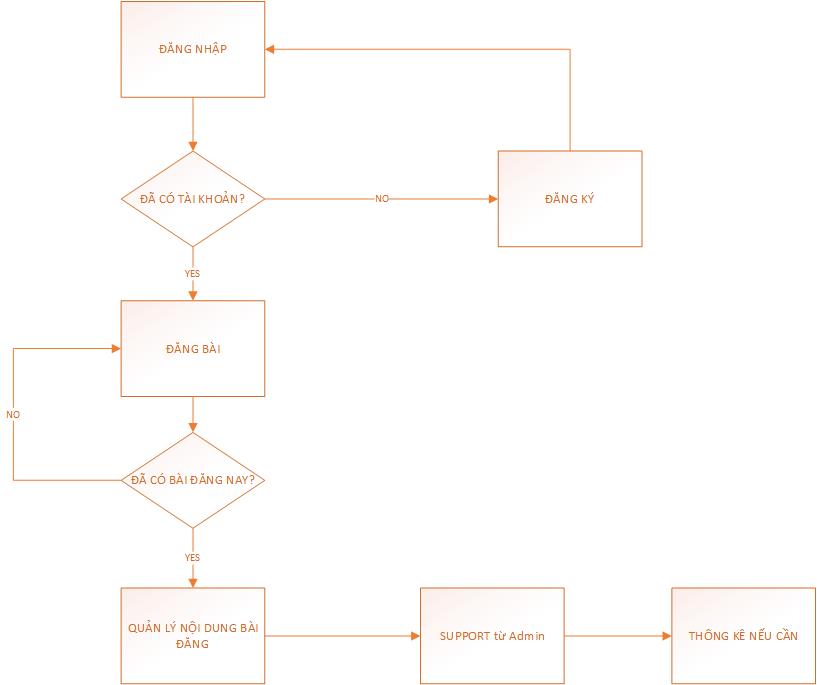 ĐĂNG NHẬP
ĐÃ CÓ TÀI KHOẢN?
NO
ĐĂNG KÝ
YES
ĐĂNG BÀI
NO
ĐÃ CÓ BÀI ĐĂNG NAY?
YES
QUẢN LÝ NỘI DUNG BÀI
ĐĂNG
SUPPORT từ Admin
THỐNG KÊ NẾU CẦN